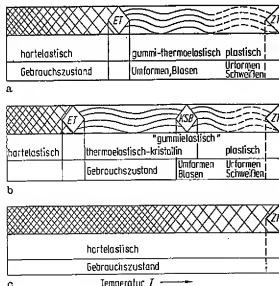 ET ZT
hartelastisch gummi-thermoelastisch plastisch
Gebrauchszustand Umformen, Blasen Urformen Schweißen
a
ET KSB ZT
"gummielastisch"
hartelastisch thermoelastisch-kristallin plastisch
Gebrauchszustand Umformen Blasen Urformen Schweißen
b
ZT
hartelastisch
Gebrauchszustand
c Temperatur T